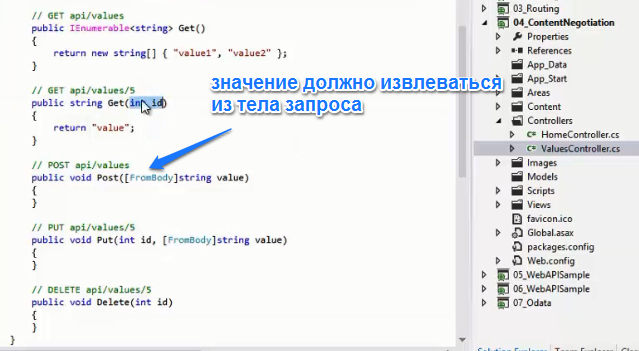 // GET api/values
public IEnumerable<string> Get()
{
return new string[] { "value1", "value2" };
}
// GET api/values/5
public string Get(int id)
{
return "value";
}
// POST api/values
public void Post([FromBody]string value)
{
}
// PUT api/values/5
public void Put(int id, [FromBody]string value)
{
}
// DELETE api/values/5
public void Delete(int id)
{
}
}
значение должно извлеваться
из тела запроса
03_Routing
04_ContentNegotiation
Properties
References
App_Data
App_Start
Areas
Content
Controllers
C# HomeController.cs
C# ValuesController.cs
Images
Models
Scripts
Views
favicon.ico
Global.asax
packages.config
Web.config
05_WebAPISample
06_WebAPISample
07_Odata